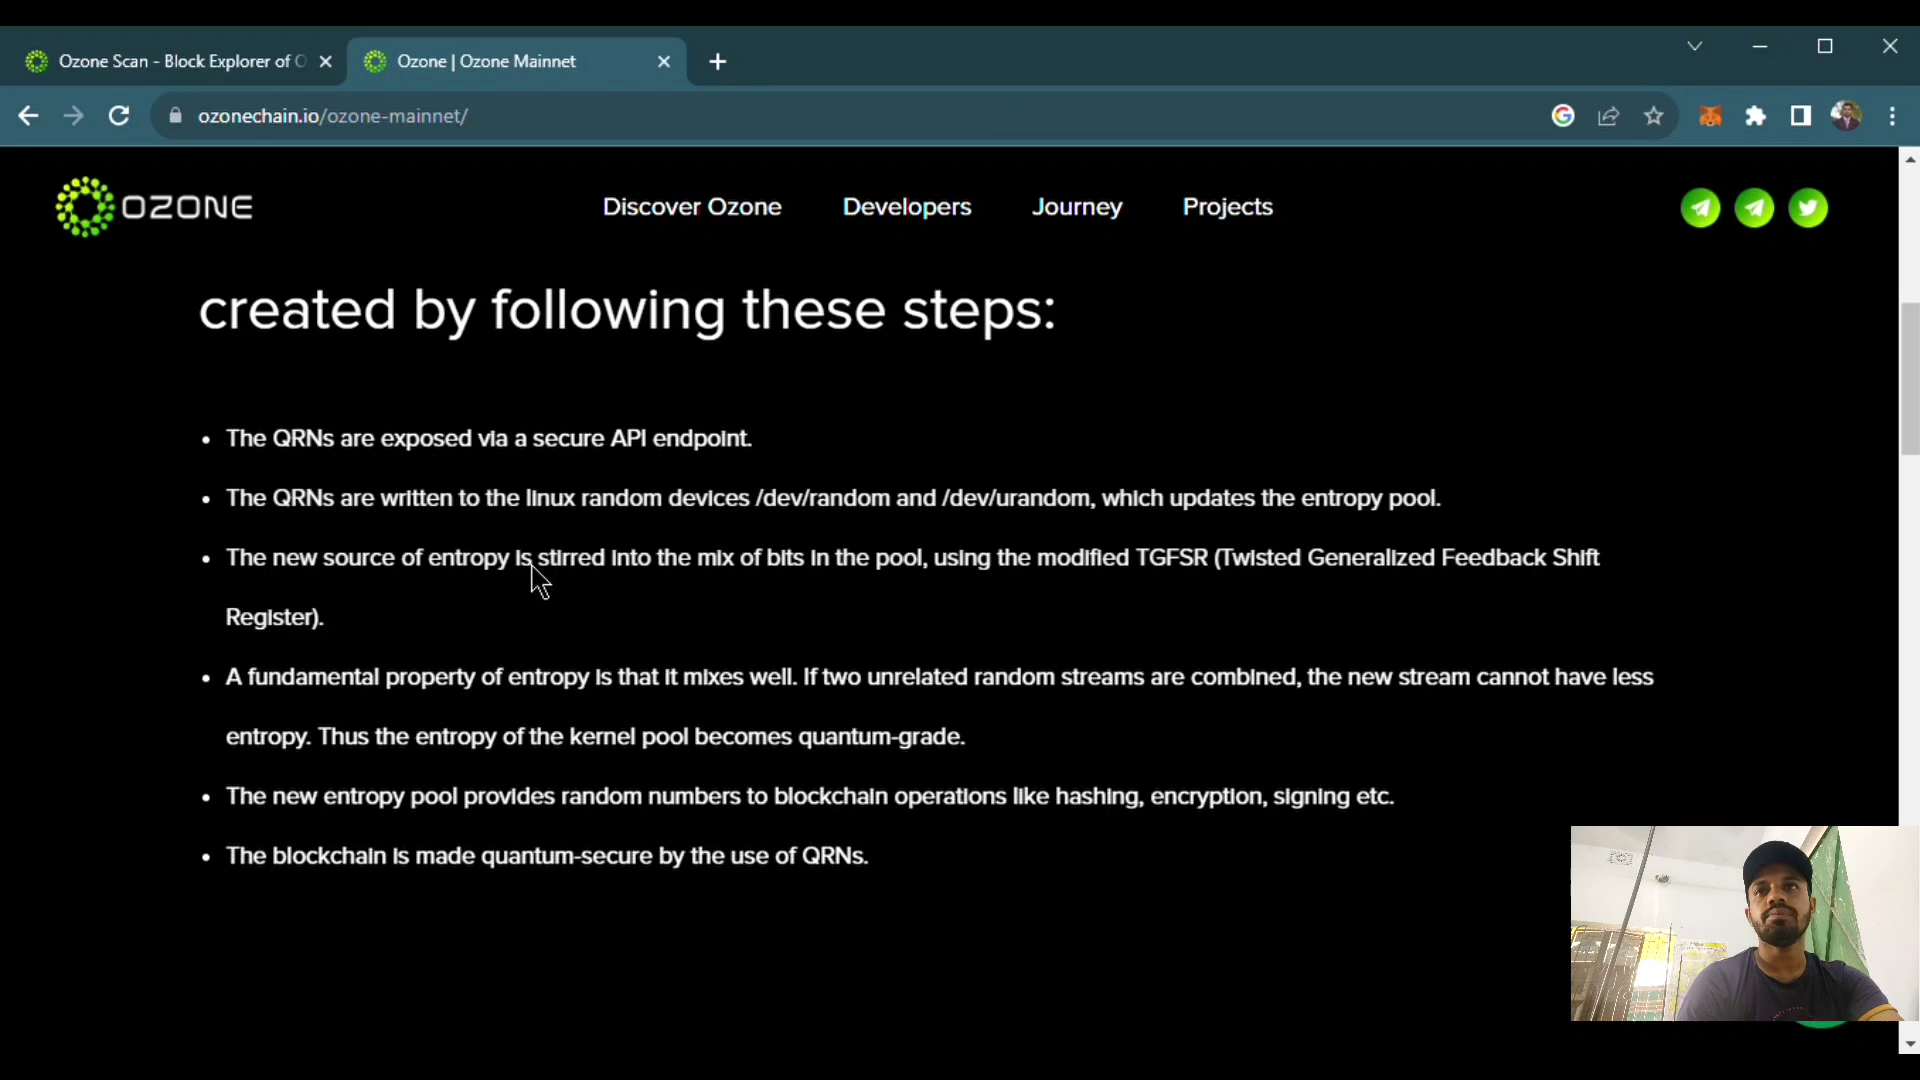 Ozone Scan - Block Explorer of O
Ozone | Ozone Mainnet
ozonechain.io/ozone-mainnet/
OZONE
Discover Ozone
Developers
Journey
Projects
created by following these steps:
• The QRNs are exposed via a secure API endpoint.
• The QRNs are written to the linux random devices /dev/random and /dev/urandom, which updates the entropy pool.
• The new source of entropy is stirred into the mix of bits in the pool, using the modified TGFSR (Twisted Generalized Feedback Shift
Register).
• A fundamental property of entropy is that it mixes well. If two unrelated random streams are combined, the new stream cannot have less
entropy. Thus the entropy of the kernel pool becomes quantum-grade.
• The new entropy pool provides random numbers to blockchain operations like hashing, encryption, signing etc.
• The blockchain is made quantum-secure by the use of QRNs.